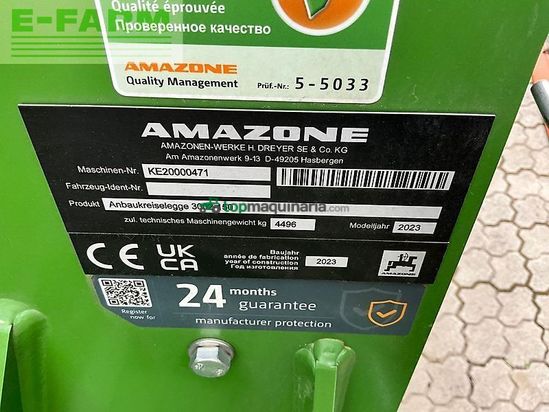 E-FARM
Qualité éprouvée
Проверенное качество
AMAZONE
Quality Management
Prüf.-Nr.: 5-5033
AMAZONE
AMAZONEN-WERKE H. DREYER SE & Co. KG
Am Amazonenwerk 9-13 D-49205 Hasbergen
Maschinen-Nr. KE20000471
Fahrzeug-Ident-Nr.
Produkt Anbaukreiselegge
topmaquinaria.com
zul. technisches Maschinengewicht kg 4496 Modelljahr 2023
CE UK CA
Baujahr
année de fabrication
year of construction 2023
Год изготовления
AMAZONE
Register
now for
24 months
guarantee
manufacturer protection